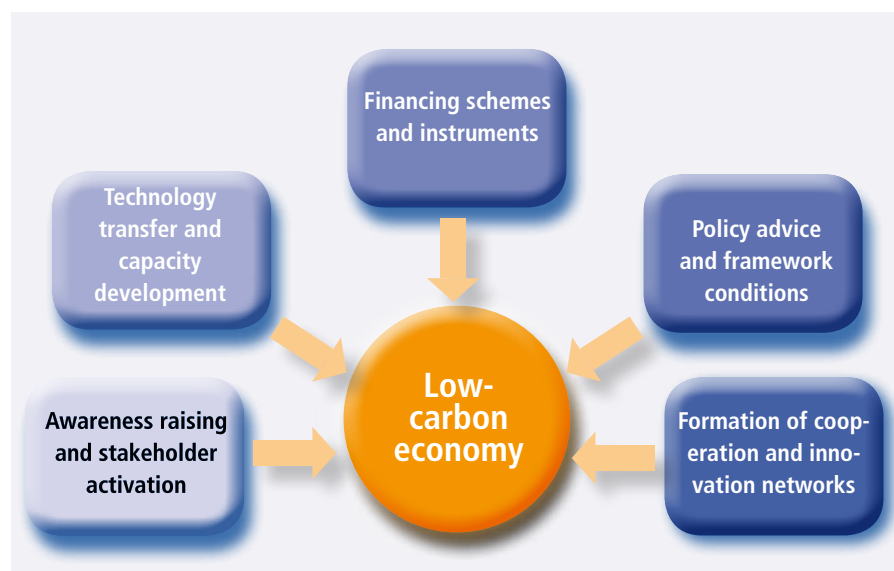 Financing schemes
and instruments
Technology
transfer and
capacity
development
Policy advice
and framework
conditions
Low-
carbon
economy
Awareness raising
and stakeholder
activation
Formation of coop-
eration and inno-
vation networks